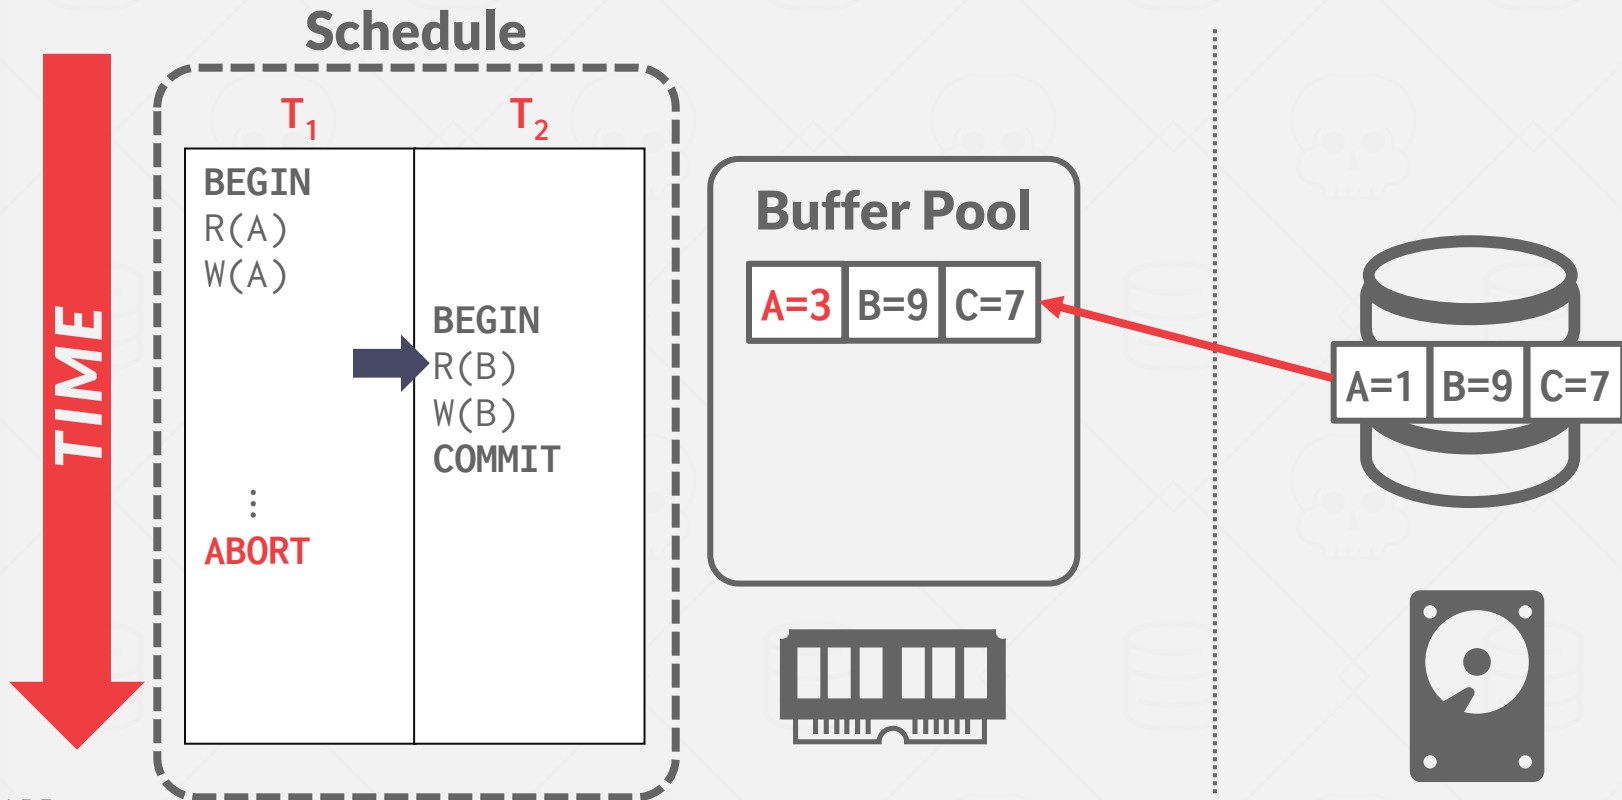 Schedule
TIME
T1
T2
BEGIN
R(A)
W(A)
BEGIN
R(B)
W(B)
COMMIT
⋮
ABORT
Buffer Pool
A=3 B=9 C=7
A=1 B=9 C=7